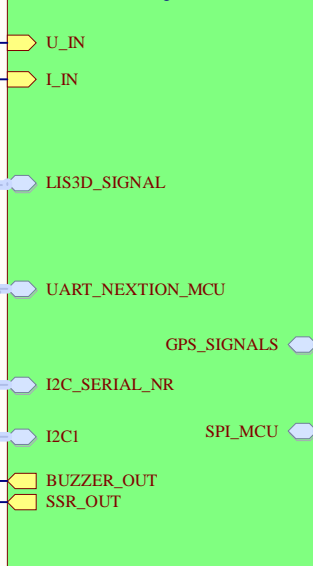 U_IN
I_IN
LIS3D_SIGNAL
UART_NEXTION_MCU
GPS_SIGNALS
I2C_SERIAL_NR
I2C1
SPI_MCU
BUZZER_OUT
SSR_OUT